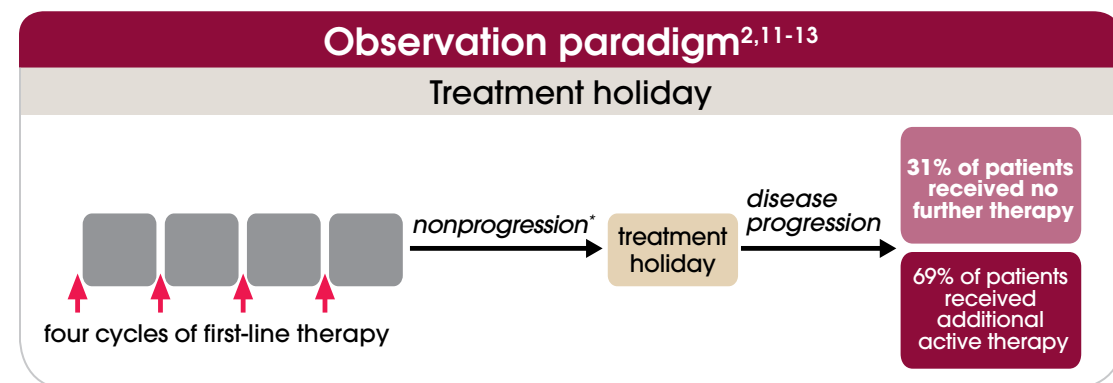 Observation paradigm2,11-13
Treatment holiday
nonprogression*
treatment
holiday
disease
progression
31% of patients
received no
further therapy
69% of patients
received
additional
active therapy
four cycles of first-line therapy